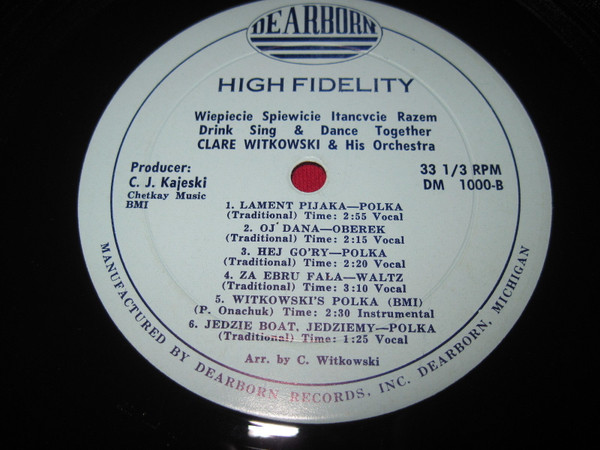 DEARBORN
HIGH FIDELITY
Wiepiecie Spiewicie Itancvcie Razem
Drink Sing & Dance Together
CLARE WITKOWSKI & His Orchestra
Producer:
C. J. Kajeski
Chetkay Music
BMI
33 1/3 RPM
DM 1000-B
1. LAMENT PIJAKA—POLKA
(Traditional) Time: 2:55 Vocal
2. OJ' DANA—OBEREK
(Traditional) Time: 2:15 Vocal
3. HEJ GO'RY—POLKA
(Traditional) Time: 2:20 Vocal
4. ZA EBRU FAŁA—WALTZ
(Traditional) Time: 3:10 Vocal
5. WITKOWSKI'S POLKA (BMI)
(P. Onachuk) Time: 2:30 Instrumental
6. JEDZIE BOAT, JEDZIEMY—POLKA
(Traditional) Time: 1:25 Vocal
Arr. by C. Witkowski
MANUFACTURED BY DEARBORN RECORDS, INC. DEARBORN, MICHIGAN